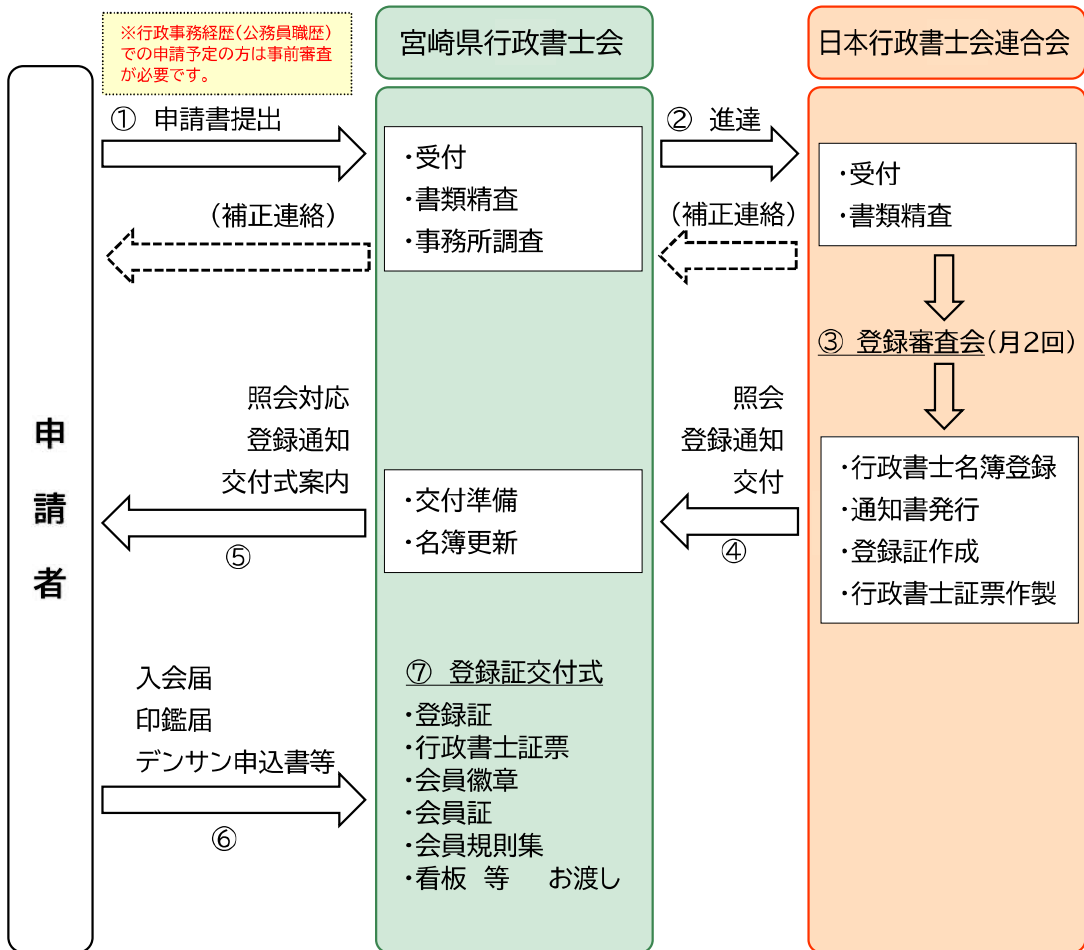 ※行政事務経歴(公務員職歴)
での申請予定の方は事前審査
が必要です。
宮崎県行政書士会
日本行政書士会連合会
申請者
① 申請書提出
(補正連絡)
・受付
・書類精査
・事務所調査
② 進達
(補正連絡)
・受付
・書類精査
③ 登録審査会(月2回)
・行政書士名簿登録
・通知書発行
・登録証作成
・行政書士証票作製
照会
登録通知
交付
④
・交付準備
・名簿更新
照会対応
登録通知
交付式案内
⑤
入会届
印鑑届
デンサン申込書等
⑥
⑦ 登録証交付式
・登録証
・行政書士証票
・会員徽章
・会員証
・会員規則集
・看板 等 お渡し